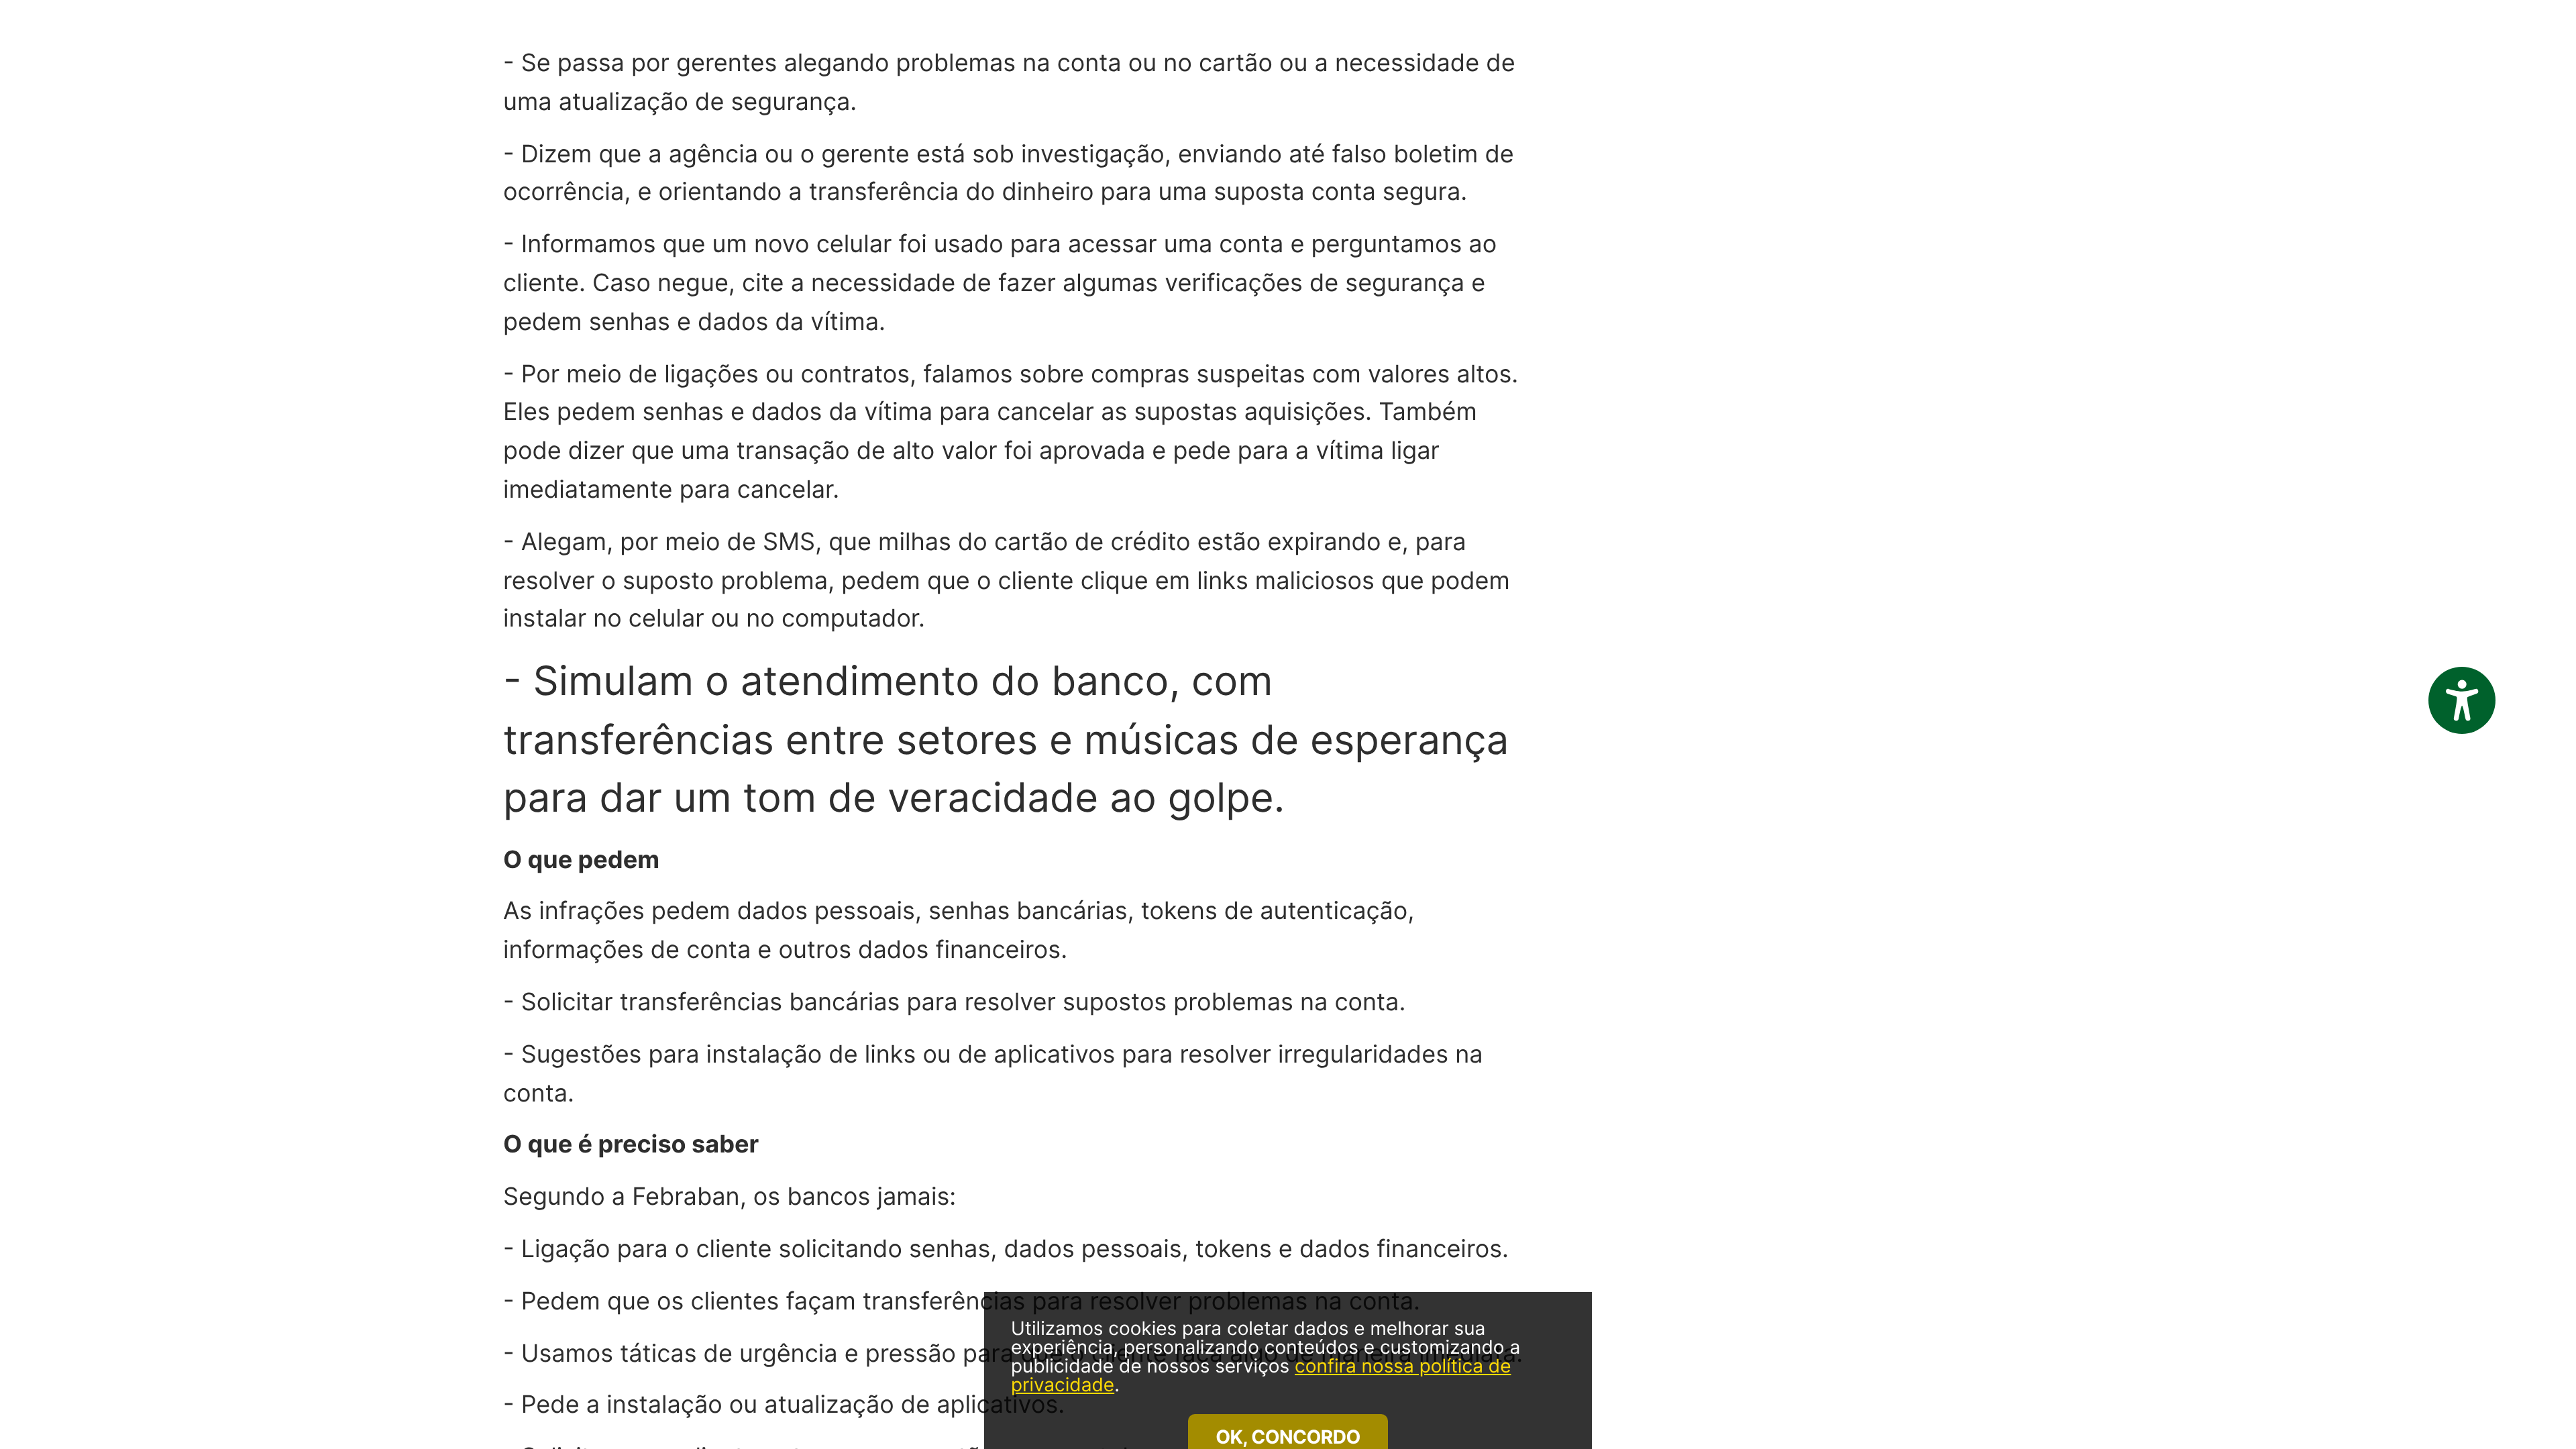 - Se passa por gerentes alegando problemas na conta ou no cartão ou a necessidade de
uma atualização de segurança.
- Dizem que a agência ou o gerente está sob investigação, enviando até falso boletim de
ocorrência, e orientando a transferência do dinheiro para uma suposta conta segura.
- Informamos que um novo celular foi usado para acessar uma conta e perguntamos ao
cliente. Caso negue, cite a necessidade de fazer algumas verificações de segurança e
pedem senhas e dados da vítima.
- Por meio de ligações ou contratos, falamos sobre compras suspeitas com valores altos.
Eles pedem senhas e dados da vítima para cancelar as supostas aquisições. Também
pode dizer que uma transação de alto valor foi aprovada e pede para a vítima ligar
imediatamente para cancelar.
- Alegam, por meio de SMS, que milhas do cartão de crédito estão expirando e, para
resolver o suposto problema, pedem que o cliente clique em links maliciosos que podem
instalar no celular ou no computador.
- Simulam o atendimento do banco, com
transferências entre setores e músicas de esperança
para dar um tom de veracidade ao golpe.
O que pedem
As infrações pedem dados pessoais, senhas bancárias, tokens de autenticação,
informações de conta e outros dados financeiros.
- Solicitar transferências bancárias para resolver supostos problemas na conta.
- Sugestões para instalação de links ou de aplicativos para resolver irregularidades na
conta.
O que é preciso saber
Segundo a Febraban, os bancos jamais:
- Ligação para o cliente solicitando senhas, dados pessoais, tokens e dados financeiros.
- Pedem que os clientes façam transferências para resolver problemas na conta.
- Usamos táticas de urgência e pressão para
- Pede a instalação ou atualização de aplicativos.
Utilizamos cookies para coletar dados e melhorar sua
experiência, personalizando conteúdos e customizando a
publicidade de nossos serviços confira nossa política de
privacidade.
OK, CONCORDO